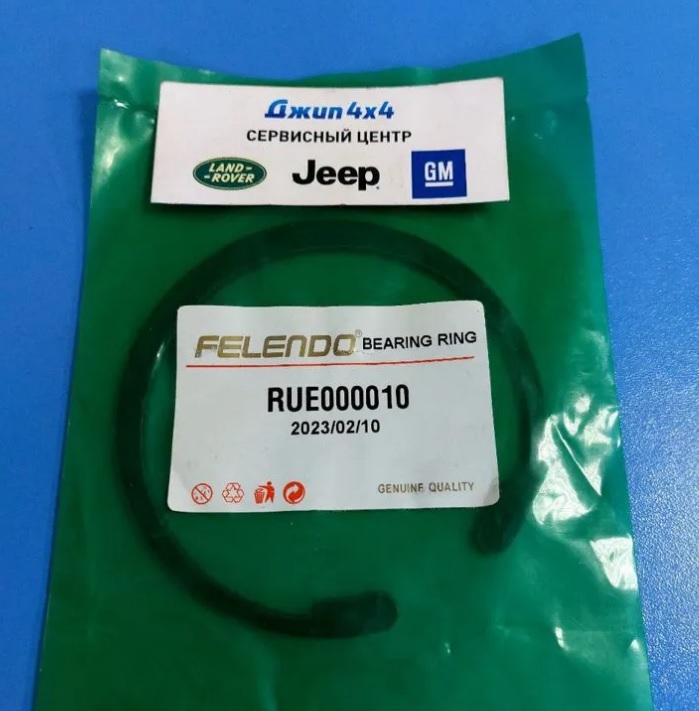 Джип 4x4
СЕРВИСНЫЙ ЦЕНТР
LAND-
-ROVER
Jeep
GM
FELENDO® BEARING RING
RUE000010
2023/02/10
GENUINE QUALITY